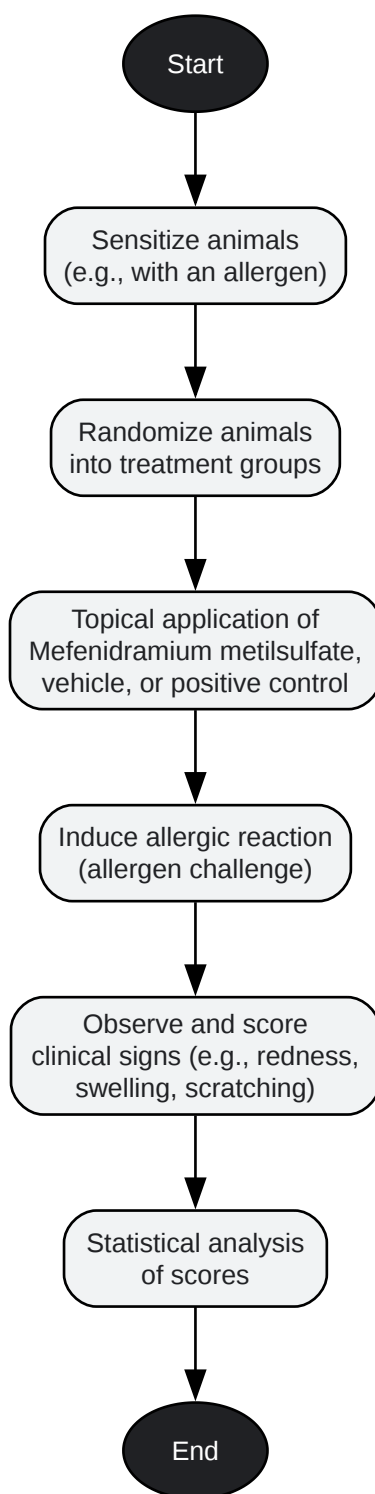 Start
Sensitize animals
(e.g., with an allergen)
Randomize animals
into treatment groups
Topical application of
Mefenidramium metilsulfate,
vehicle, or positive control
Induce allergic reaction
(allergen challenge)
Observe and score
clinical signs (e.g., redness,
swelling, scratching)
Statistical analysis
of scores
End